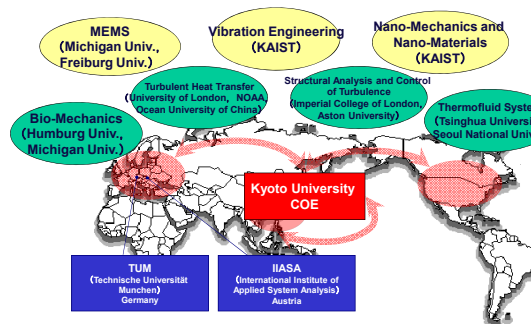 MEMS
(Michigan Univ.,
Freiburg Univ.)
Vibration Engineering
(KAIST)
Nano-Mechanics and
Nano-Materials
(KAIST)
Turbulent Heat Transfer
(University of London, NOAA,
Ocean University of China)
Structural Analysis and Control
of Turbulence
(Imperial College of London,
Aston University)
Thermofluid System
(Tsinghua Universi
Seoul National Uni
Bio-Mechanics
(Humburg Univ.,
Michigan Univ.)
Kyoto University
COE
TUM
(Technische Universität
Munchen)
Germany
IIASA
(International Institute of
Applied System Analysis)
Austria